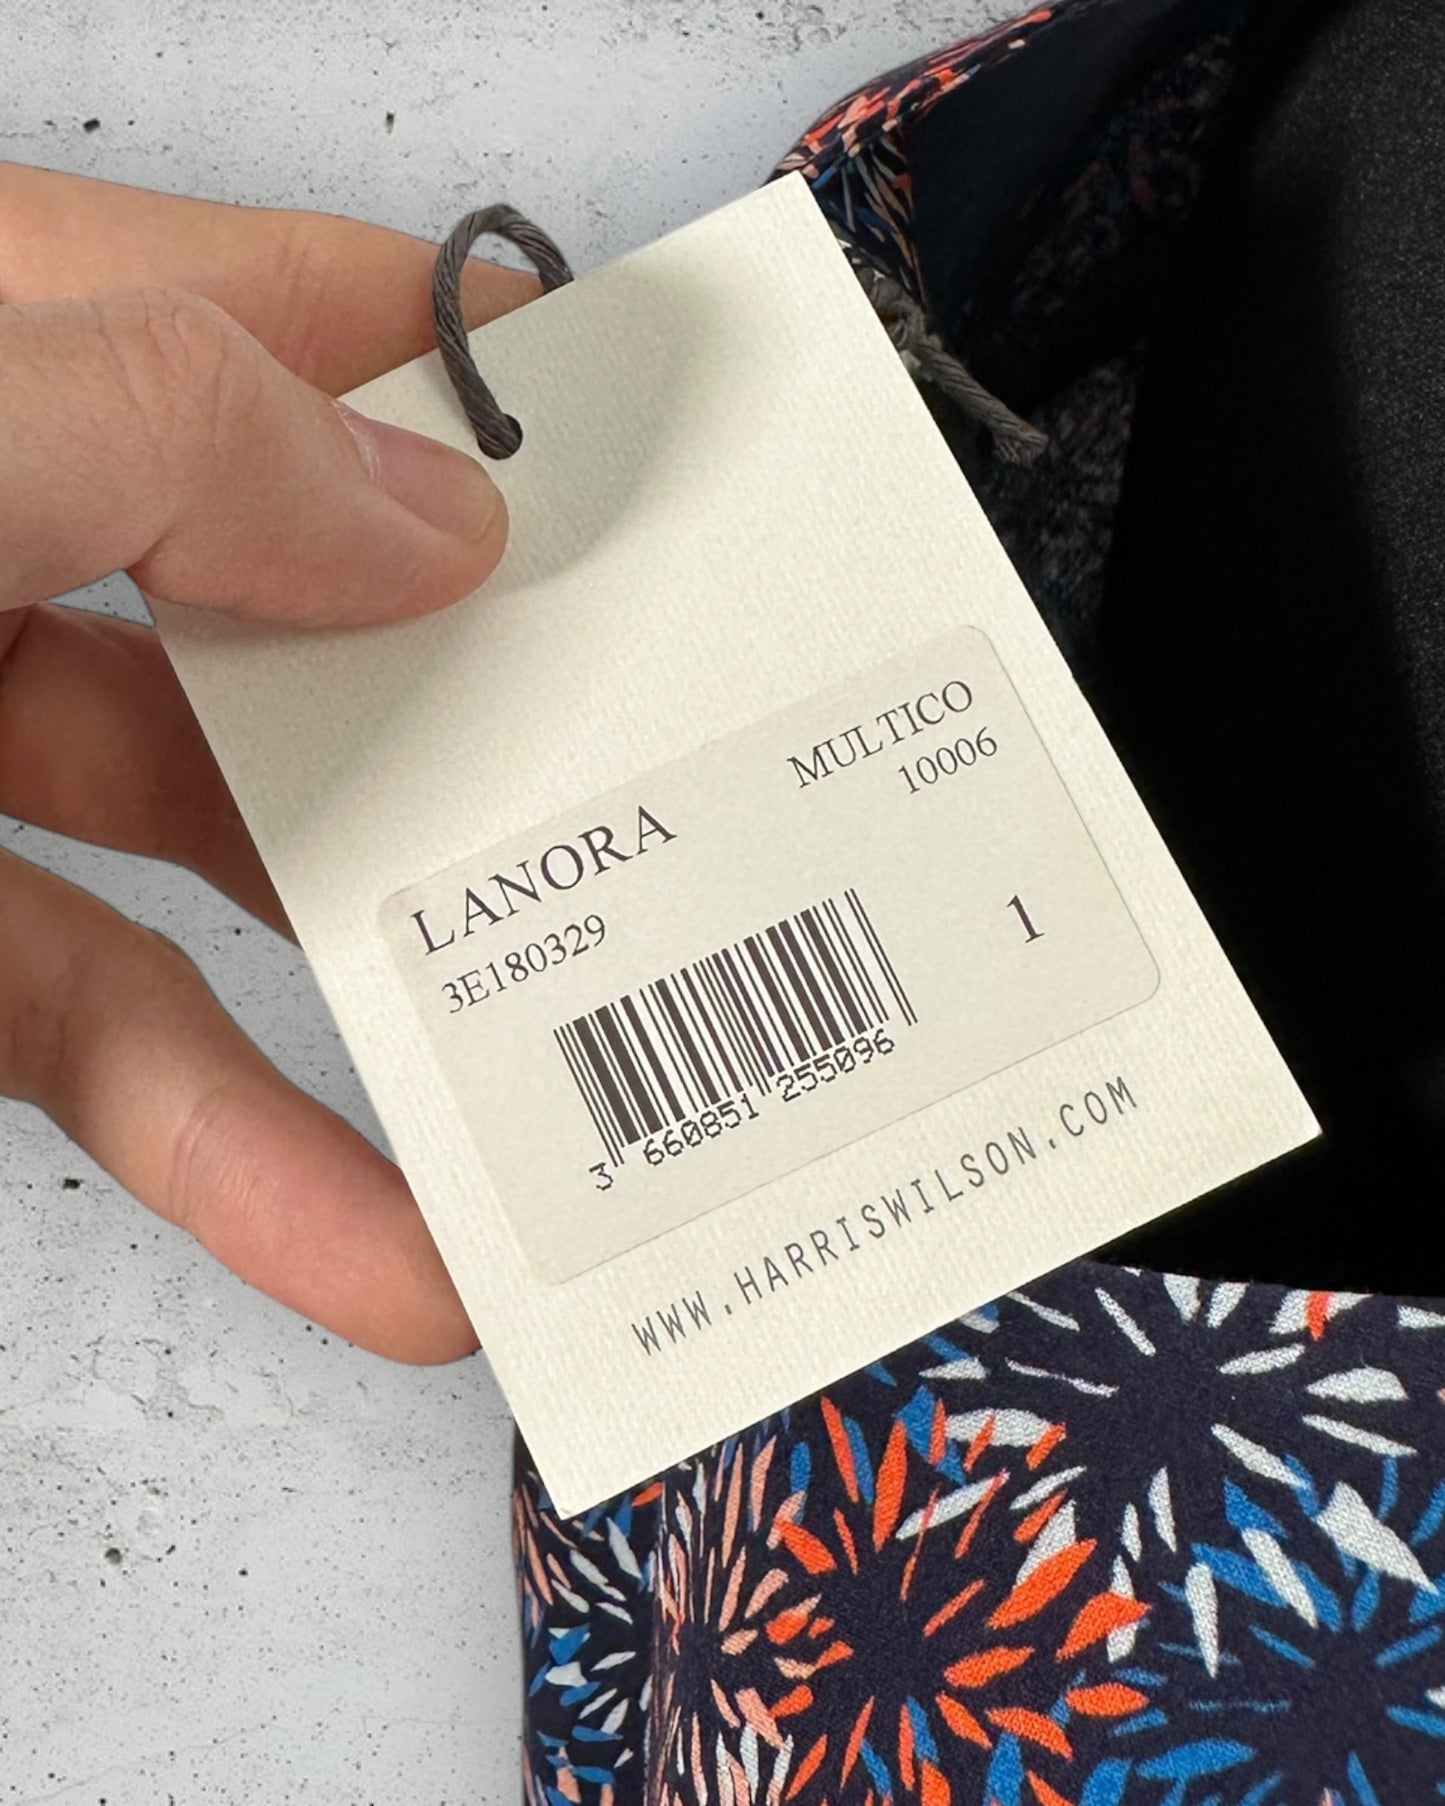 MULTICO
10006
LANORA
3E180329
1
3 660851 255096
WWW.HARRISWILSON.COM